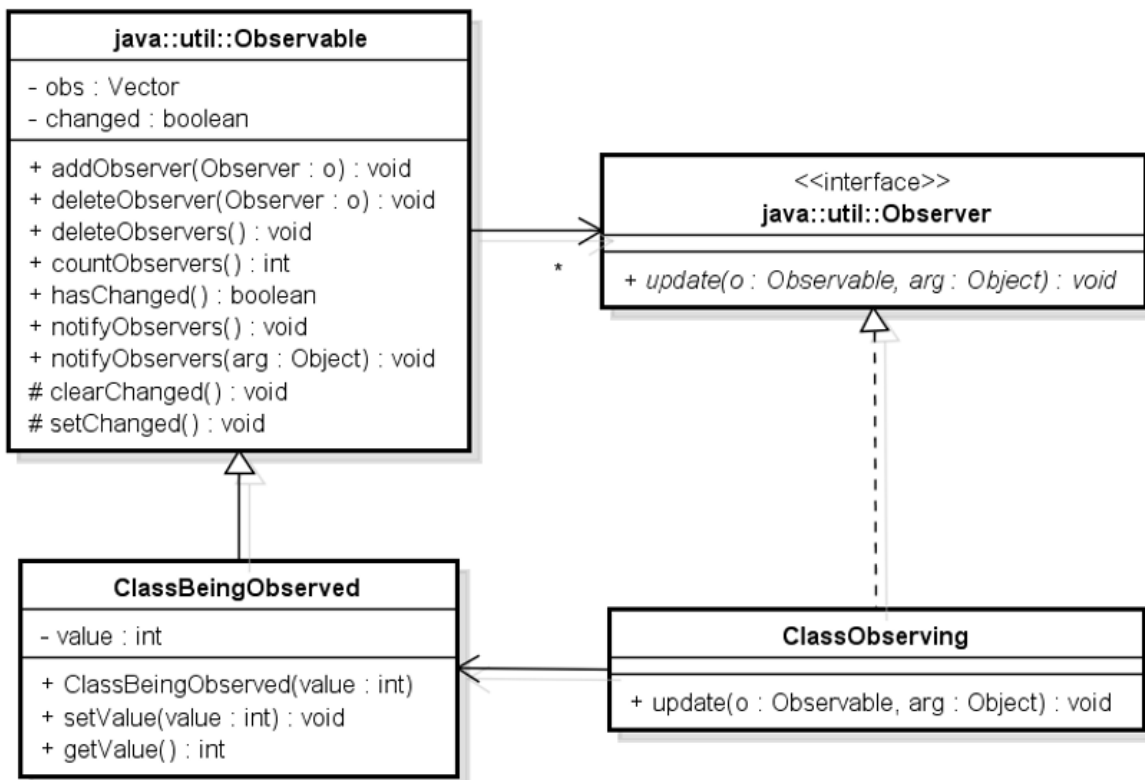 java::util::Observable
- obs : Vector
- changed : boolean
+ addObserver(Observer : o) : void
+ deleteObserver(Observer : o) : void
+ deleteObservers() : void
+ countObservers() : int
+ hasChanged() : boolean
+ notifyObservers() : void
+ notifyObservers(arg : Object) : void
# clearChanged() : void
# setChanged() : void
*
<<interface>>
java::util::Observer
+ update(o : Observable, arg : Object) : void
ClassBeingObserved
- value : int
+ ClassBeingObserved(value : int)
+ setValue(value : int) : void
+ getValue() : int
ClassObserving
+ update(o : Observable, arg : Object) : void